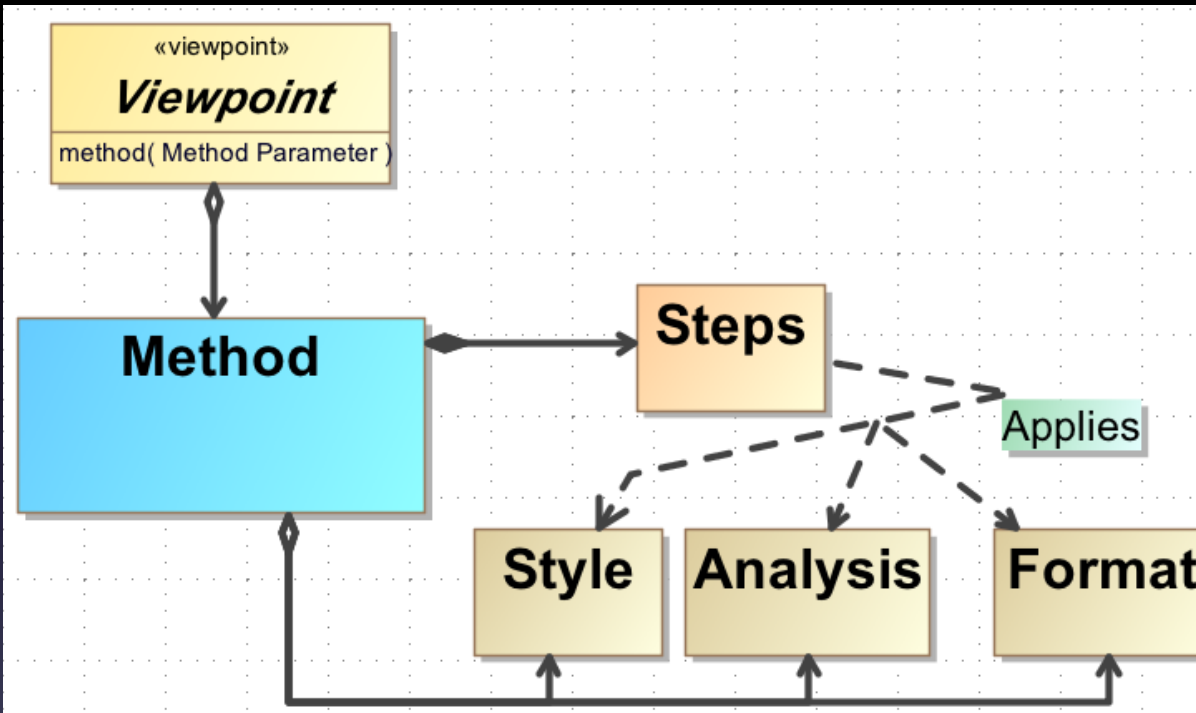 «viewpoint»
Viewpoint
method( Method Parameter )
Method
Steps
Applies
Style
Analysis
Format